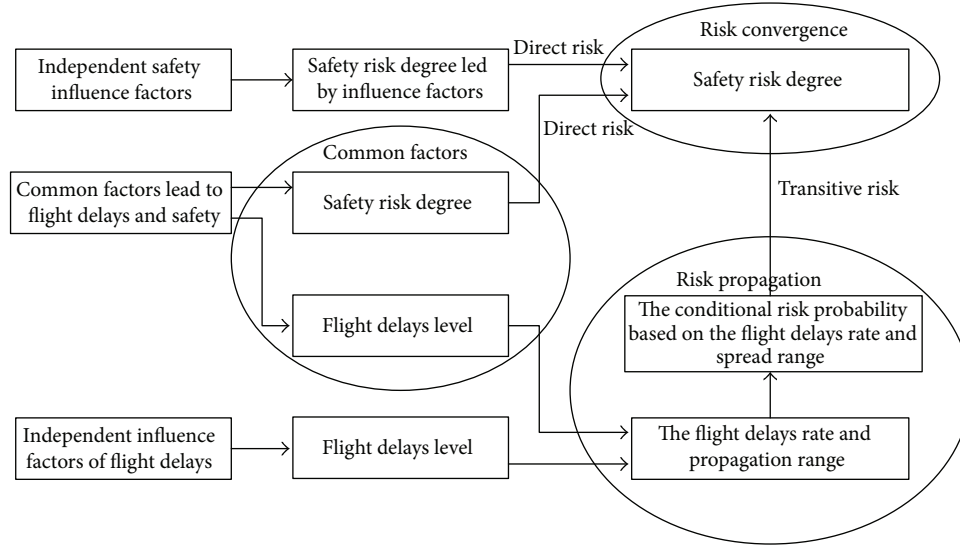 Risk convergence
Direct risk
Independent safety
influence factors
Safety risk degree led
by influence factors
Safety risk degree
Direct risk
Common factors
Common factors lead to
flight delays and safety
Safety risk degree
Transitive risk
Risk propagation
Flight delays level
The conditional risk probability
based on the flight delays rate and
spread range
Independent influence
factors of flight delays
Flight delays level
The flight delays rate and
propagation range